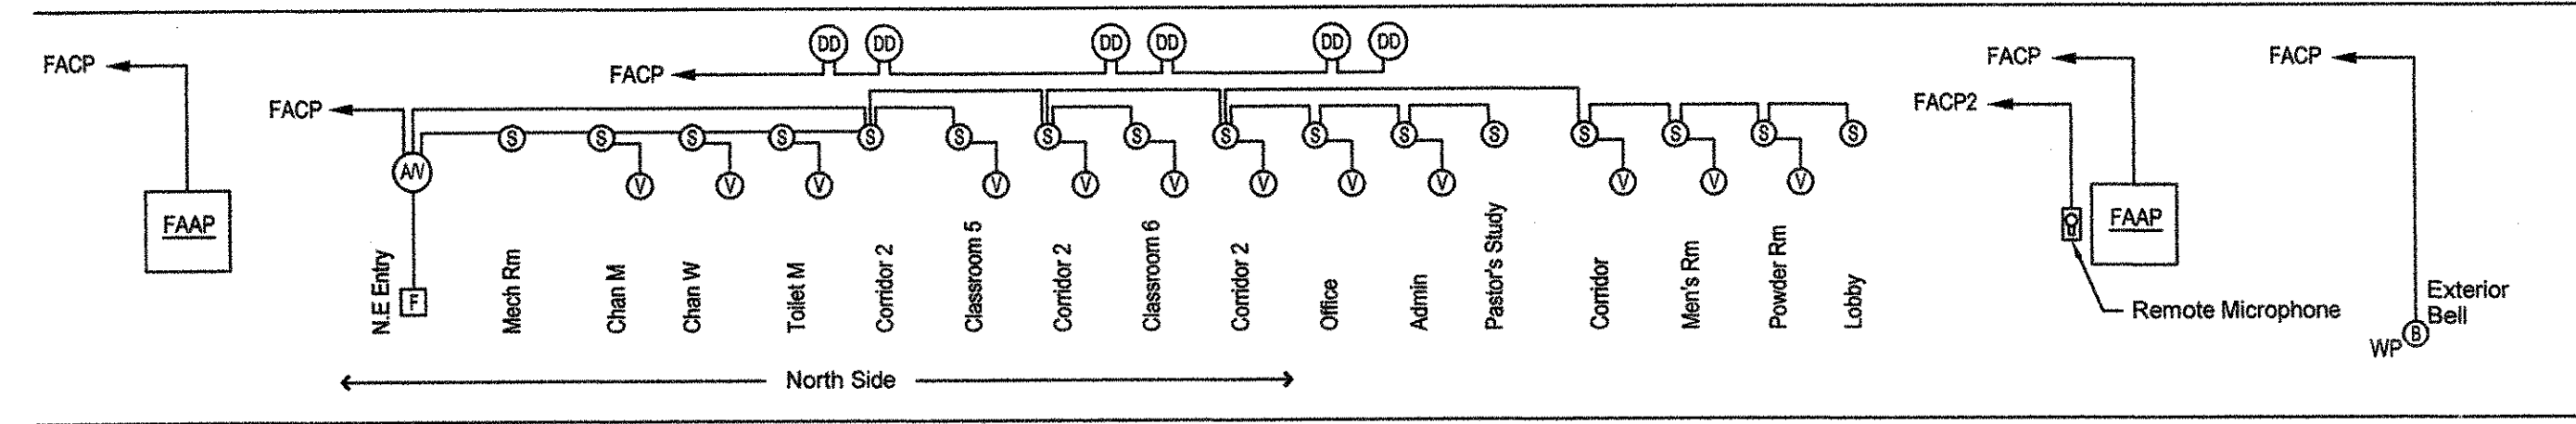 DD DD DD DD DD DD
FACP
FACP
FACP
FACP
FACP
FACP2
S S S S S S S S S S S S S S S S
A/V
V V V V V V V V V V V V
FAAP
FAAP
F
N.E Entry
Mech Rm
Chan M
Chan W
Toilet M
Corridor 2
Classroom 5
Corridor 2
Classroom 6
Corridor 2
Office
Admin
Pastor's Study
Corridor
Men's Rm
Powder Rm
Lobby
Remote Microphone
Exterior
Bell
WP B
North Side